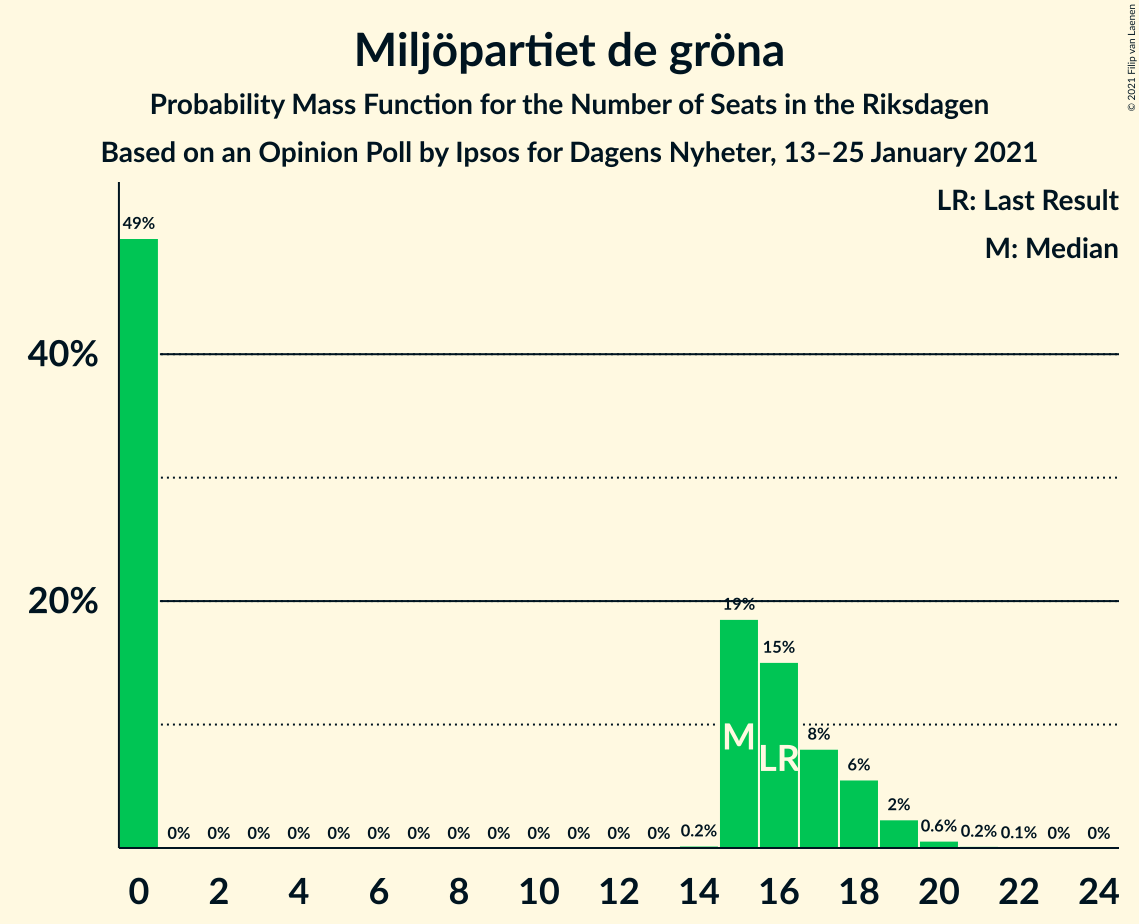 Miljöpartiet de gröna
Probability Mass Function for the Number of Seats in the Riksdagen
Based on an Opinion Poll by Ipsos for Dagens Nyheter, 13–25 January 2021
© 2021 Filip van Laenen
LR: Last Result
M: Median
49%
40%
20%
19%
15%
M
LR
8%
6%
2%
0% 0% 0% 0% 0% 0% 0% 0% 0% 0% 0% 0% 0% 0.2% 0.6% 0.2% 0.1% 0% 0%
0 2 4 6 8 10 12 14 16 18 20 22 24